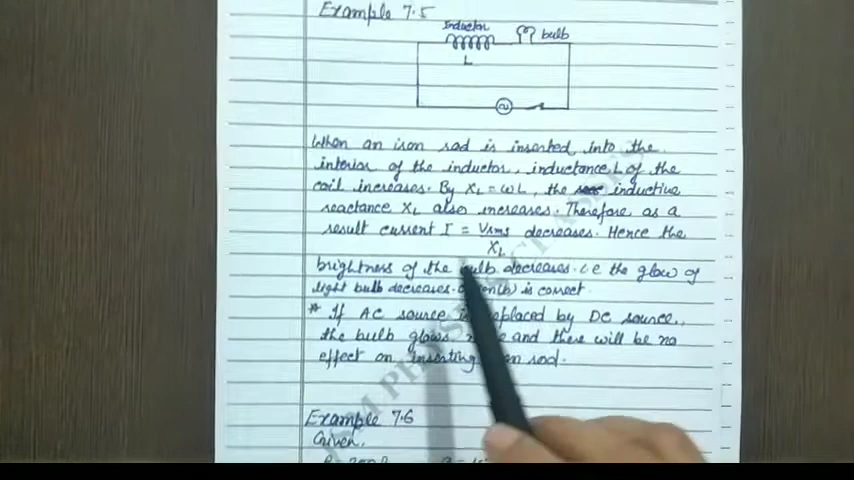 Example 7.5
Inductor
bulb
L
When an iron rod is inserted into the
interior of the inductor, inductance L of the
coil increases. By XL = ωL, the inductive
reactance XL also increases. Therefore as a
result current I = Vrms decreases. Hence the
XL
brightness of the bulb decreases. i.e the glow of
light bulb decreases. is correct.
* If AC source is replaced by DC source,
the bulb glows and there will be no
effect on inserting iron rod.
Example 7.6
Given,